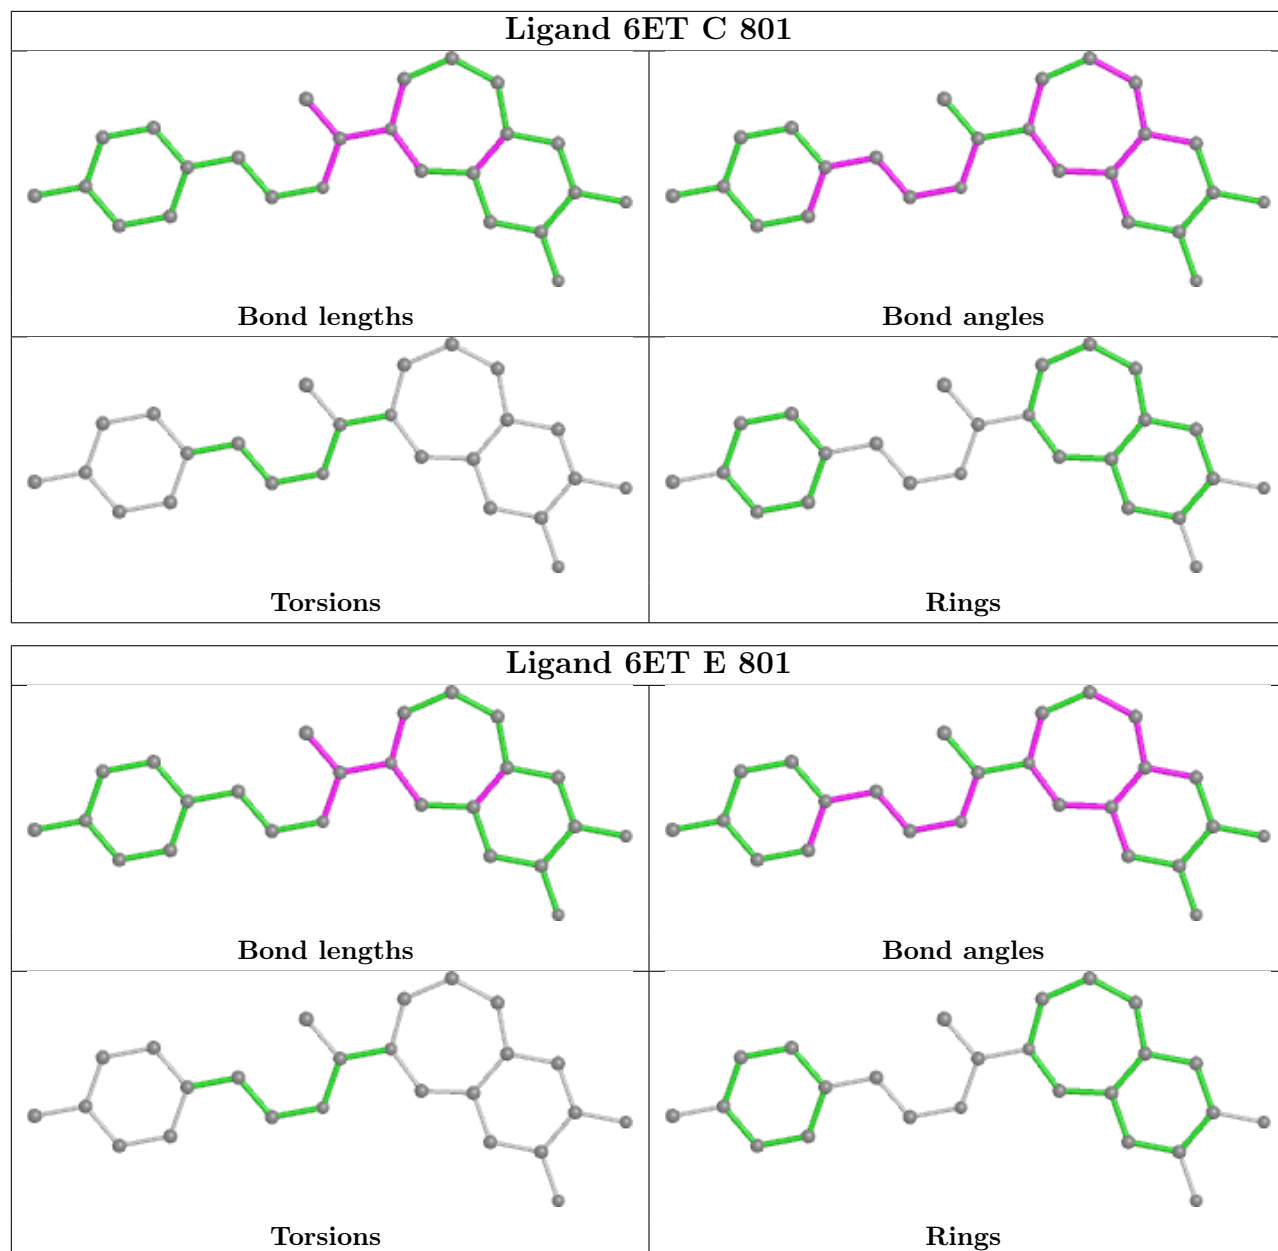 Ligand 6ET C 801
Bond lengths
Bond angles
Torsions
Rings
Ligand 6ET E 801
Bond lengths
Bond angles
Torsions
Rings